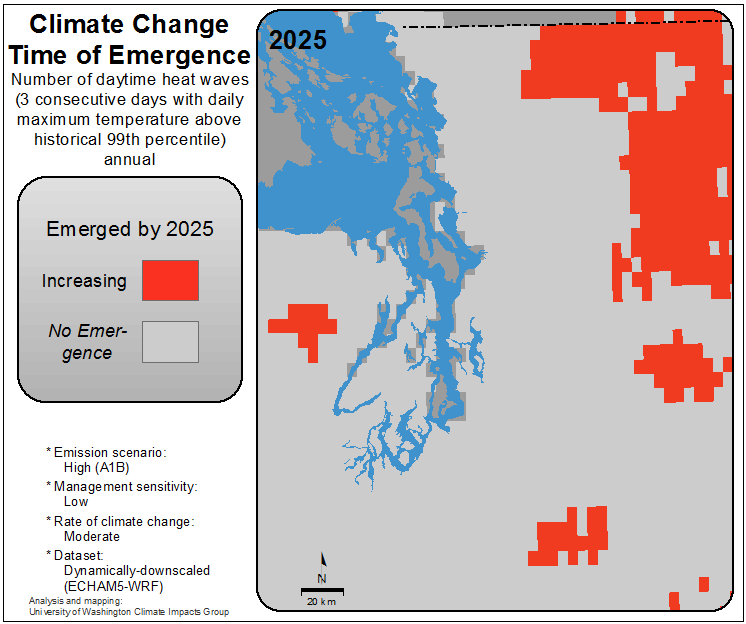 Climate Change
Time of Emergence
Number of daytime heat waves
(3 consecutive days with daily
maximum temperature above
historical 99th percentile)
annual
Emerged by 2025
Increasing
No Emer-
gence
* Emission scenario:
High (A1B)
* Management sensitivity:
Low
* Rate of climate change:
Moderate
* Dataset:
Dynamically-downscaled
(ECHAM5-WRF)
Analysis and mapping:
University of Washington Climate Impacts Group
2025
N
20 km